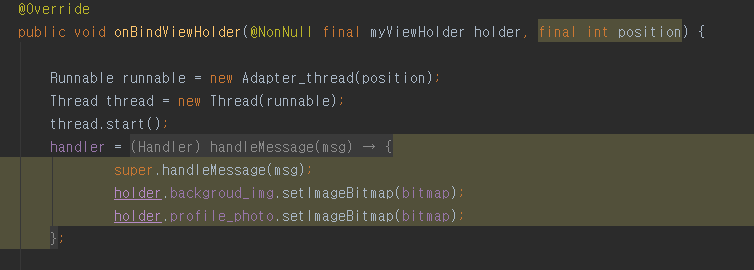 @Override
public void onBindViewHolder(@NonNull final myViewHolder holder, final int position) {
Runnable runnable = new Adapter_thread(position);
Thread thread = new Thread(runnable);
thread.start();
handler = (Handler) handleMessage(msg) → {
super.handleMessage(msg);
holder.backgroud_img.setImageBitmap(bitmap);
holder.profile_photo.setImageBitmap(bitmap);
};